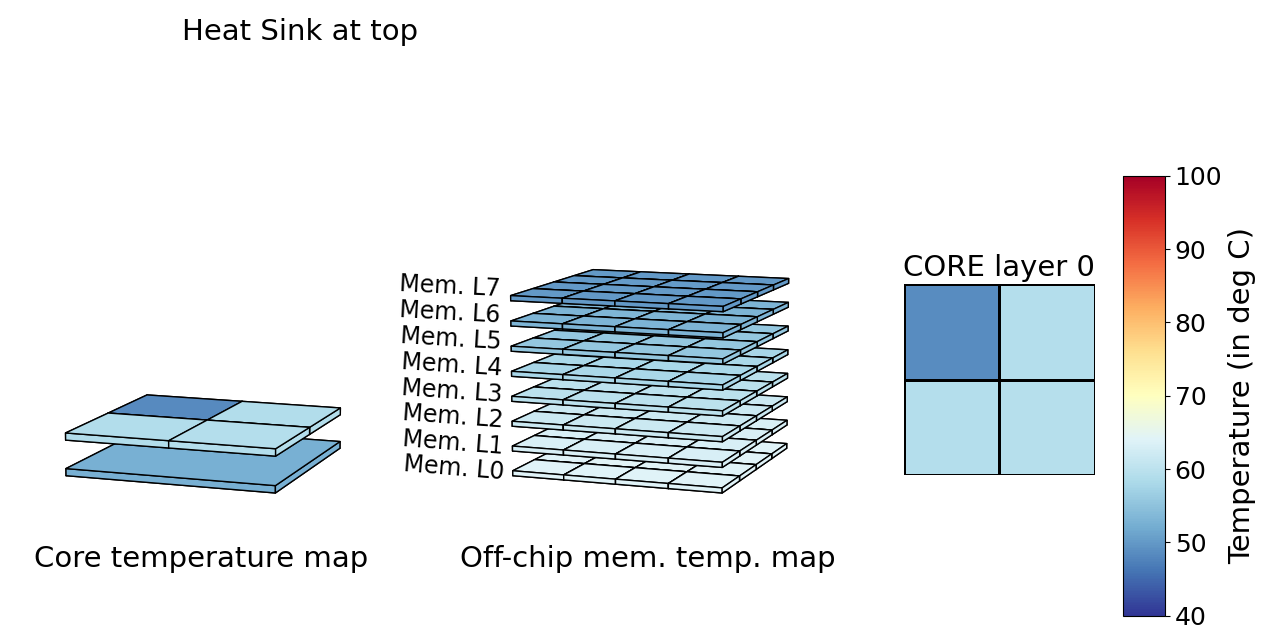 Heat Sink at top
Mem. L7
Mem. L6
Mem. L5
Mem. L4
Mem. L3
Mem. L2
Mem. L1
Mem. L0
Core temperature map
Off-chip mem. temp. map
CORE layer 0
100
90
80
70
60
50
40
Temperature (in deg C)